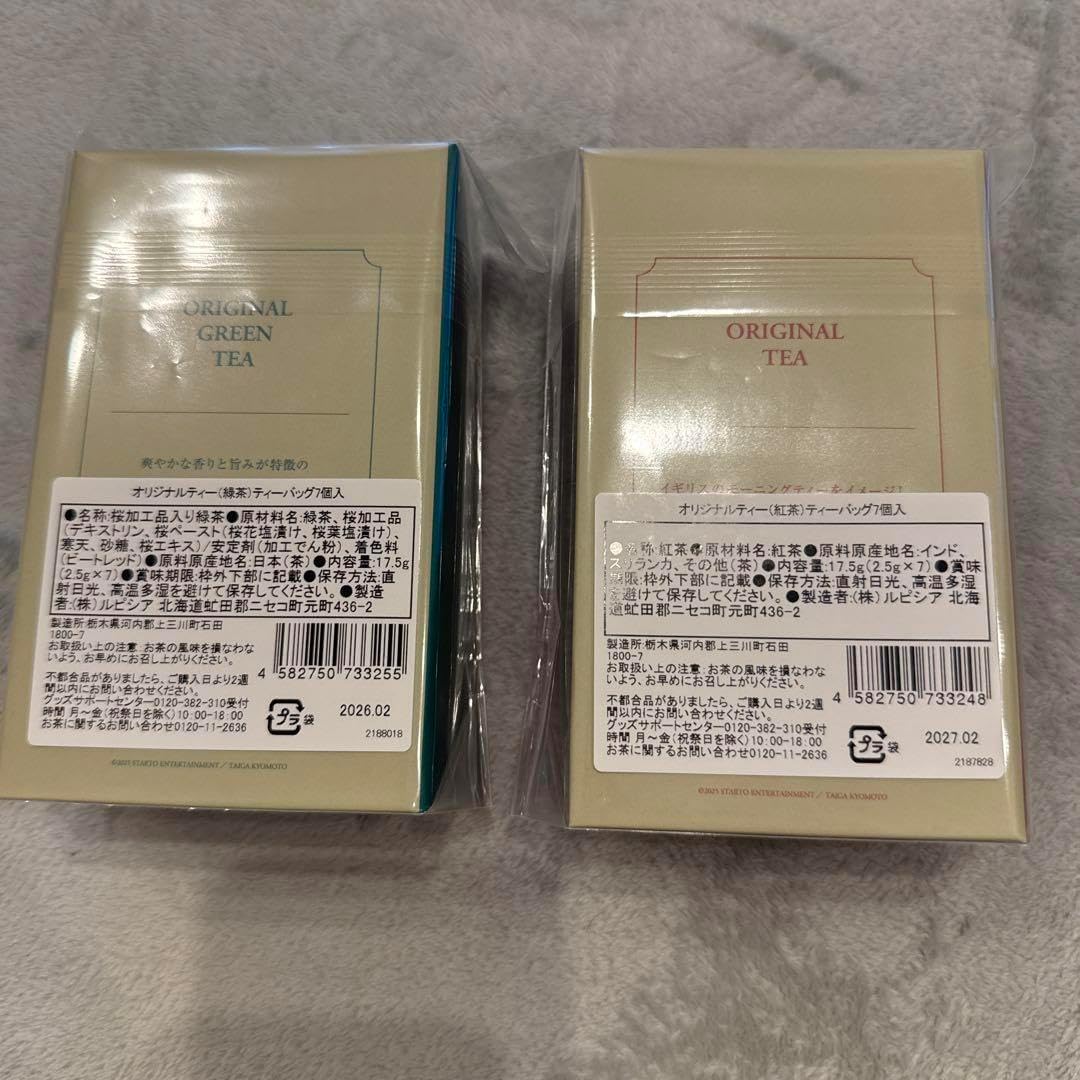 ORIGINAL
GREEN
TEA
爽やかな香りと旨みが特徴の
オリジナルティー(緑茶)ティーバッグ7個入
●名称:桜加工品入り緑茶●原材料名:緑茶、桜加工品
(デキストリン、桜ペースト(桜花塩漬け、桜葉塩漬け)、
寒天、砂糖、桜エキス)/安定剤(加工でん粉)、着色料
(ビートレッド)●原料原産地名:日本(茶)●内容量:17.5g
(2.5g×7)●賞味期限:枠外下部に記載●保存方法:直
射日光、高温多湿を避けて保存してください。●製造
者:(株)ルピシア 北海道虻田郡ニセコ町元町436-2
製造所:栃木県河内郡上三川町石田
1800-7
お取扱い上の注意:お茶の風味を損なわな
いよう、お早めにお召し上がりください。
不都合品がありましたら、ご購入日より2週
間以内にお問い合わせください。
グッズサポートセンター0120-382-310受付
時間 月～金(祝祭日を除く)10:00-18:00
お茶に関するお問い合わせ0120-11-2636
4 582750 733255
プラ 袋
2026.02
2188018
©2025 STARTO ENTERTAINMENT／TAIGA KYOMOTO
ORIGINAL
TEA
イギリスのモーニングティーをイメージし
オリジナルティー(紅茶)ティーバッグ7個入
●名称:紅茶●原材料名:紅茶●原料原産地名:インド、
スリランカ、その他(茶)●内容量:17.5g(2.5g×7)●賞味
期限:枠外下部に記載●保存方法:直射日光、高温多湿
を避けて保存してください。●製造者:(株)ルピシア 北海
道虻田郡ニセコ町元町436-2
製造所:栃木県河内郡上三川町石田
1800-7
お取扱い上の注意:お茶の風味を損なわな
いよう、お早めにお召し上がりください。
不都合品がありましたら、ご購入日より2週
間以内にお問い合わせください。
グッズサポートセンター0120-382-310受付
時間 月～金(祝祭日を除く)10:00-18:00
お茶に関するお問い合わせ0120-11-2636
4 582750 733248
プラ 袋
2027.02
2187828
©2025 STARTO ENTERTAINMENT／TAIGA KYOMOTO